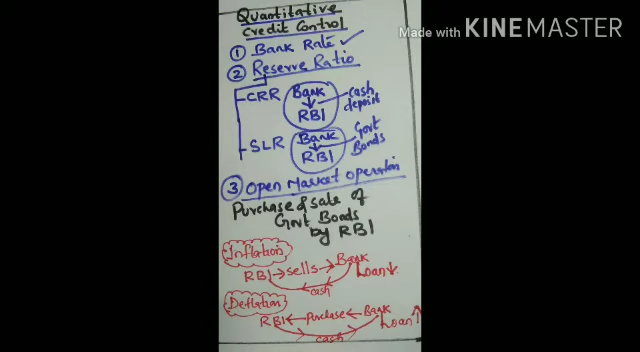 Quantitative
Credit Control
Made with KINEMASTER
① Bank Rate ✓
② Reserve Ratio
CRR Bank Cash deposit
RBI
SLR Bank Govt Bonds
RBI
③ Open Market Operation
Purchase & sale of
Govt Bonds
by RBI
Inflation
RBI → sells → Bank
Loan ↓
cash
Deflation
RBI ← Purchase ← Bank
Loan ↑
cash